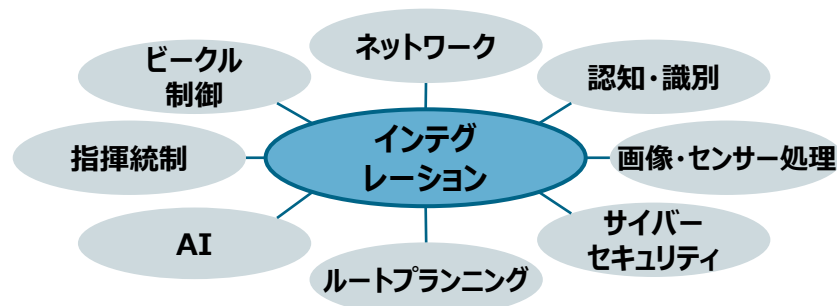 ネットワーク
ビークル
制御
認知・識別
インテグ
レーション
指揮統制
画像・センサー処理
AI
サイバー
セキュリティ
ルートプランニング